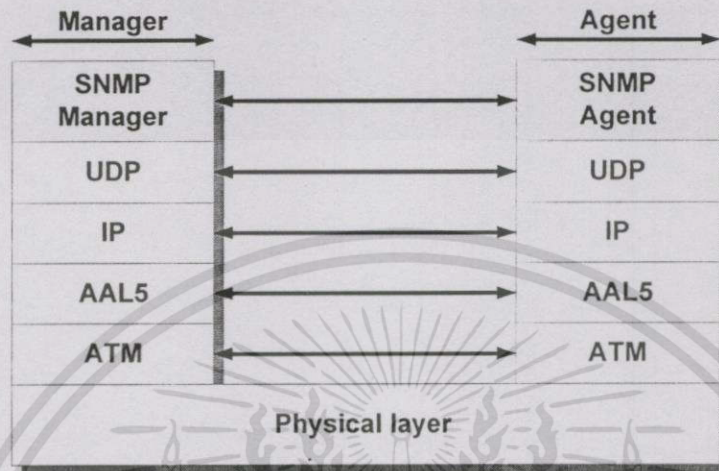 Manager Agent
SNMP Manager SNMP Agent
UDP UDP
IP IP
AAL5 AAL5
ATM ATM
Physical layer